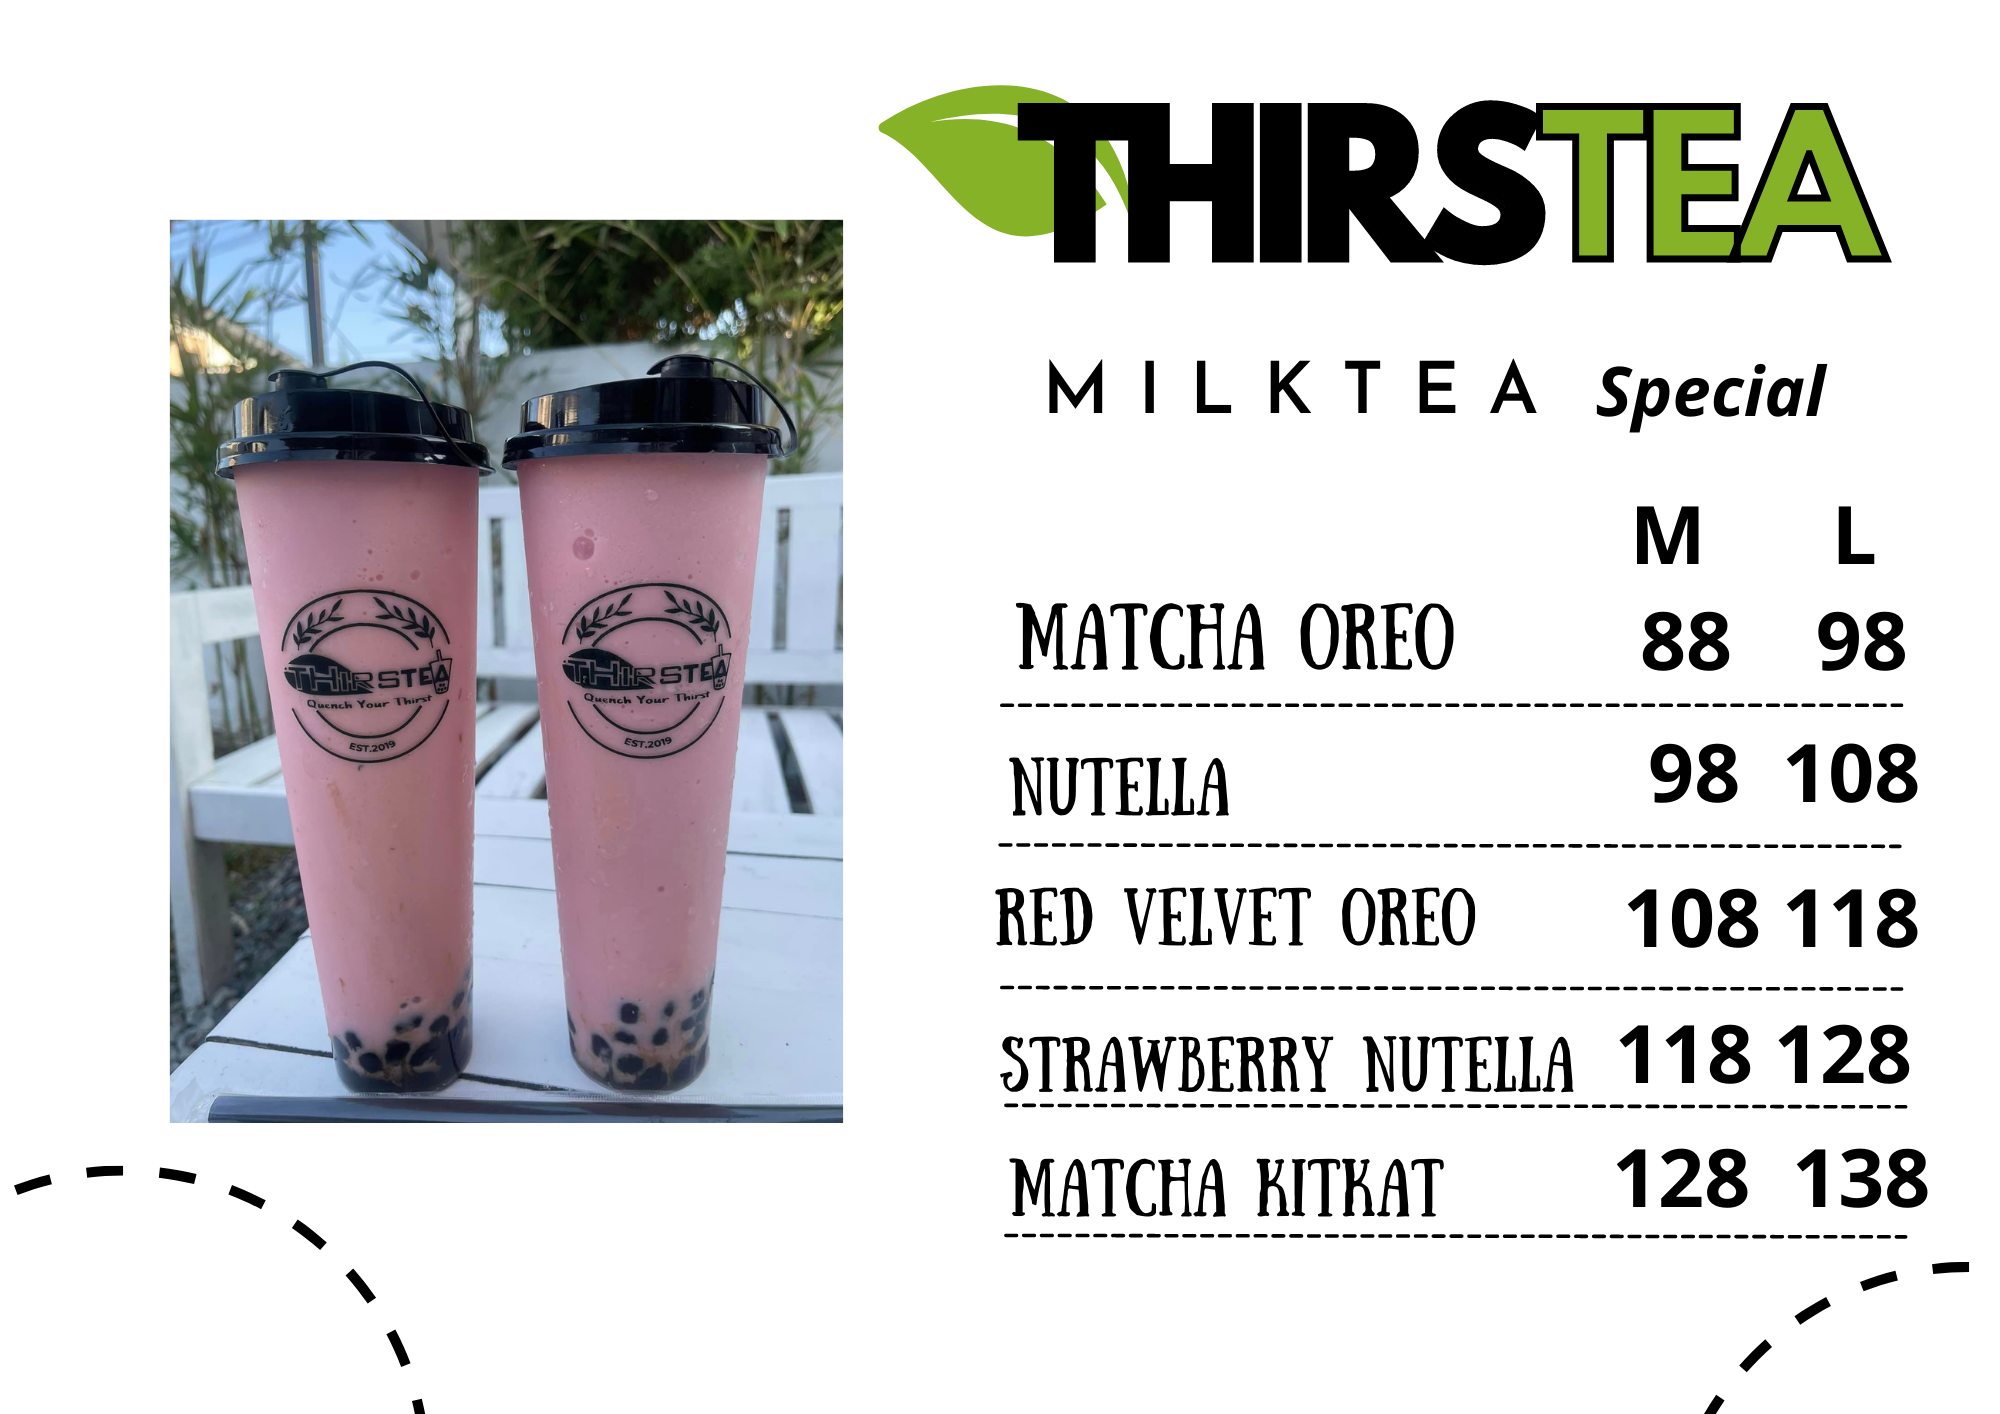 THIRSTEA
MILKTEA Special
M L
MATCHA OREO 88 98
NUTELLA 98 108
RED VELVET OREO 108 118
STRAWBERRY NUTELLA 118 128
MATCHA KITKAT 128 138
THIRSTEA
Quench Your Thirst
EST.2019
THIRSTEA
Quench Your Thirst
EST.2019